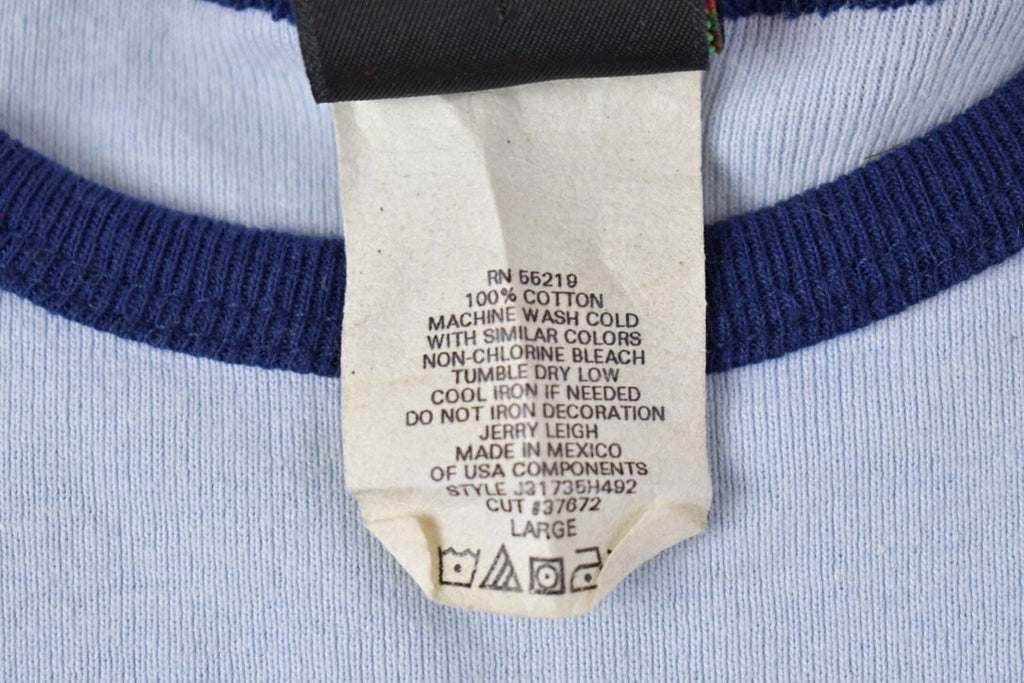 RN 55219
100% COTTON
MACHINE WASH COLD
WITH SIMILAR COLORS
NON-CHLORINE BLEACH
TUMBLE DRY LOW
COOL IRON IF NEEDED
DO NOT IRON DECORATION
JERRY LEIGH
MADE IN MEXICO
OF USA COMPONENTS
STYLE J31735H492
CUT #37672
LARGE